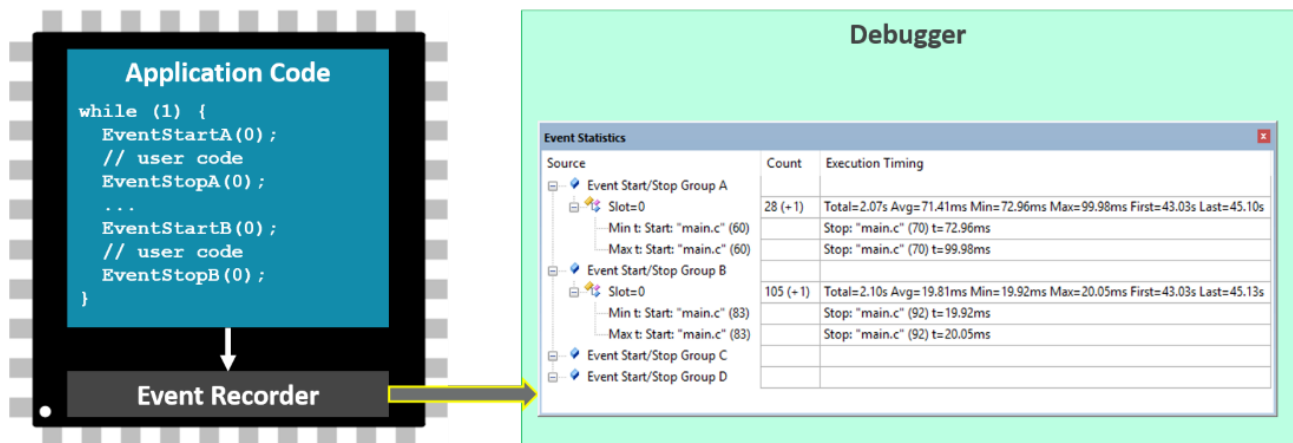 Application Code
while (1) {
EventStartA(0);
// user code
EventStopA(0);
...
EventStartB(0);
// user code
EventStopB(0);
}
Event Recorder
Debugger
Event Statistics
Source Count Execution Timing
Event Start/Stop Group A
Slot=0 28 (+1) Total=2.07s Avg=71.41ms Min=72.96ms Max=99.98ms First=43.03s Last=45.10s
Min t: Start: "main.c" (60) Stop: "main.c" (70) t=72.96ms
Max t: Start: "main.c" (60) Stop: "main.c" (70) t=99.98ms
Event Start/Stop Group B
Slot=0 105 (+1) Total=2.10s Avg=19.81ms Min=19.92ms Max=20.05ms First=43.03s Last=45.13s
Min t: Start: "main.c" (83) Stop: "main.c" (92) t=19.92ms
Max t: Start: "main.c" (83) Stop: "main.c" (92) t=20.05ms
Event Start/Stop Group C
Event Start/Stop Group D